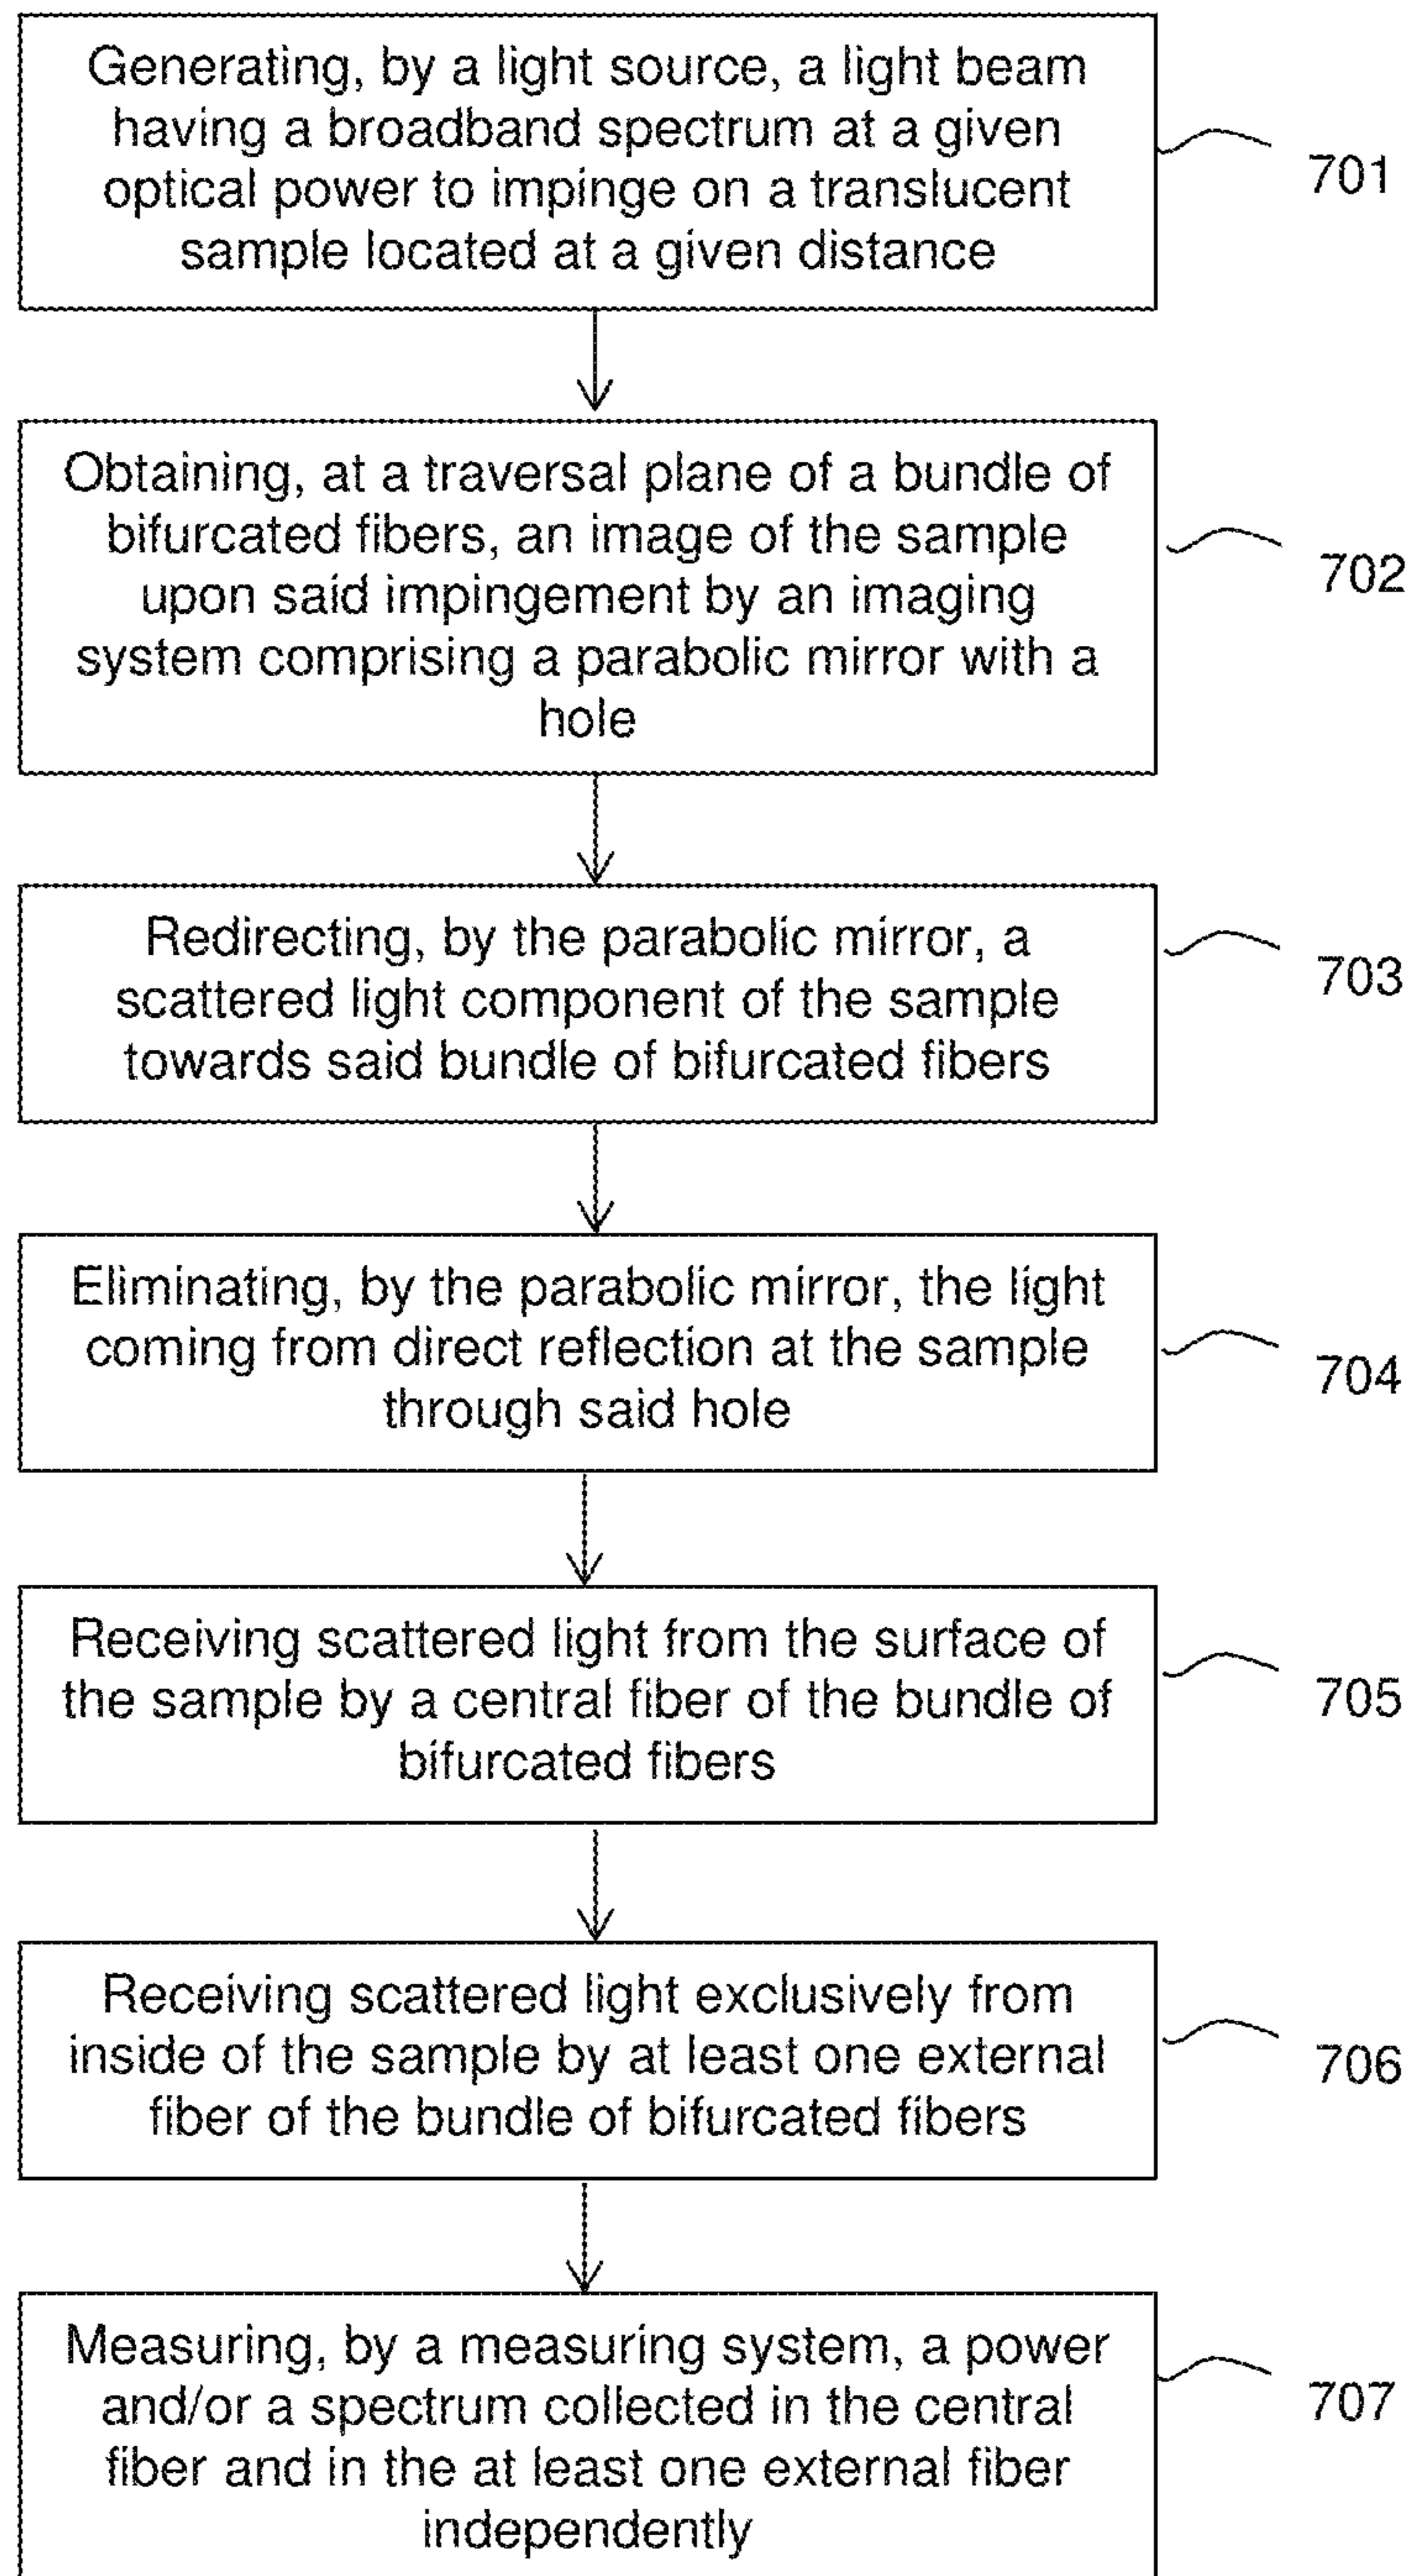 Generating, by a light source, a light beam
having a broadband spectrum at a given
optical power to impinge on a translucent
sample located at a given distance
701
Obtaining, at a traversal plane of a bundle of
bifurcated fibers, an image of the sample
upon said impingement by an imaging
system comprising a parabolic mirror with a
hole
702
Redirecting, by the parabolic mirror, a
scattered light component of the sample
towards said bundle of bifurcated fibers
703
Eliminating, by the parabolic mirror, the light
coming from direct reflection at the sample
through said hole
704
Receiving scattered light from the surface of
the sample by a central fiber of the bundle of
bifurcated fibers
705
Receiving scattered light exclusively from
inside of the sample by at least one external
fiber of the bundle of bifurcated fibers
706
Measuring, by a measuring system, a power
and/or a spectrum collected in the central
fiber and in the at least one external fiber
independently
707